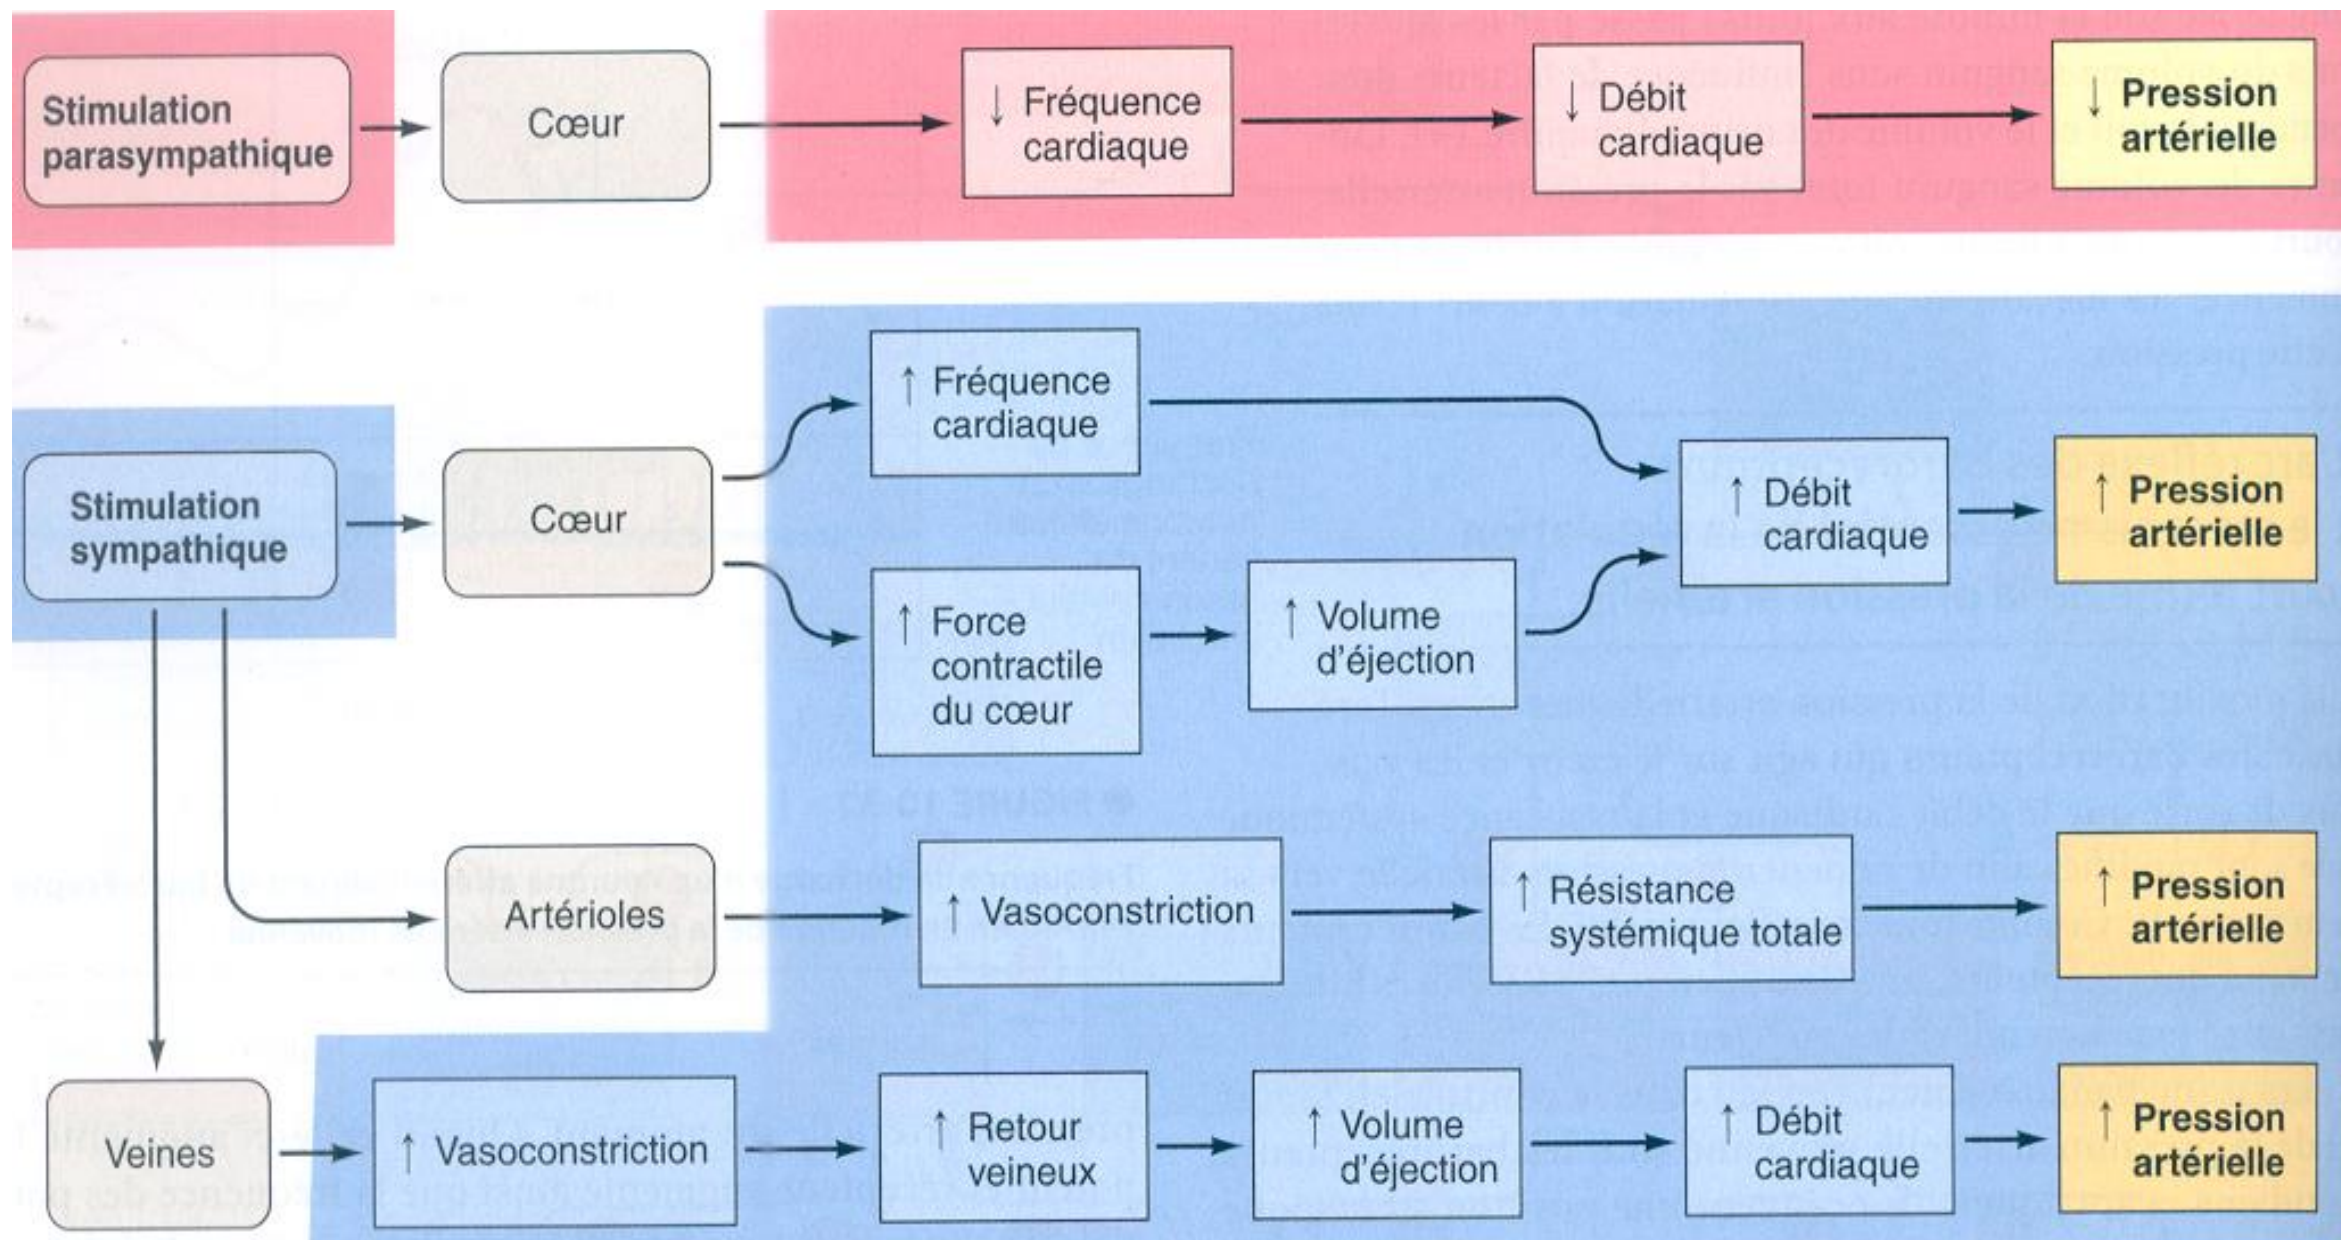 Stimulation
parasympathique
Cœur
↓ Fréquence
cardiaque
↓ Débit
cardiaque
↓ Pression
artérielle
Stimulation
sympathique
Cœur
↑ Fréquence
cardiaque
↑ Force
contractile
du cœur
↑ Volume
d'éjection
↑ Débit
cardiaque
↑ Pression
artérielle
Artérioles
↑ Vasoconstriction
↑ Résistance
systémique totale
↑ Pression
artérielle
Veines
↑ Vasoconstriction
↑ Retour
veineux
↑ Volume
d'éjection
↑ Débit
cardiaque
↑ Pression
artérielle